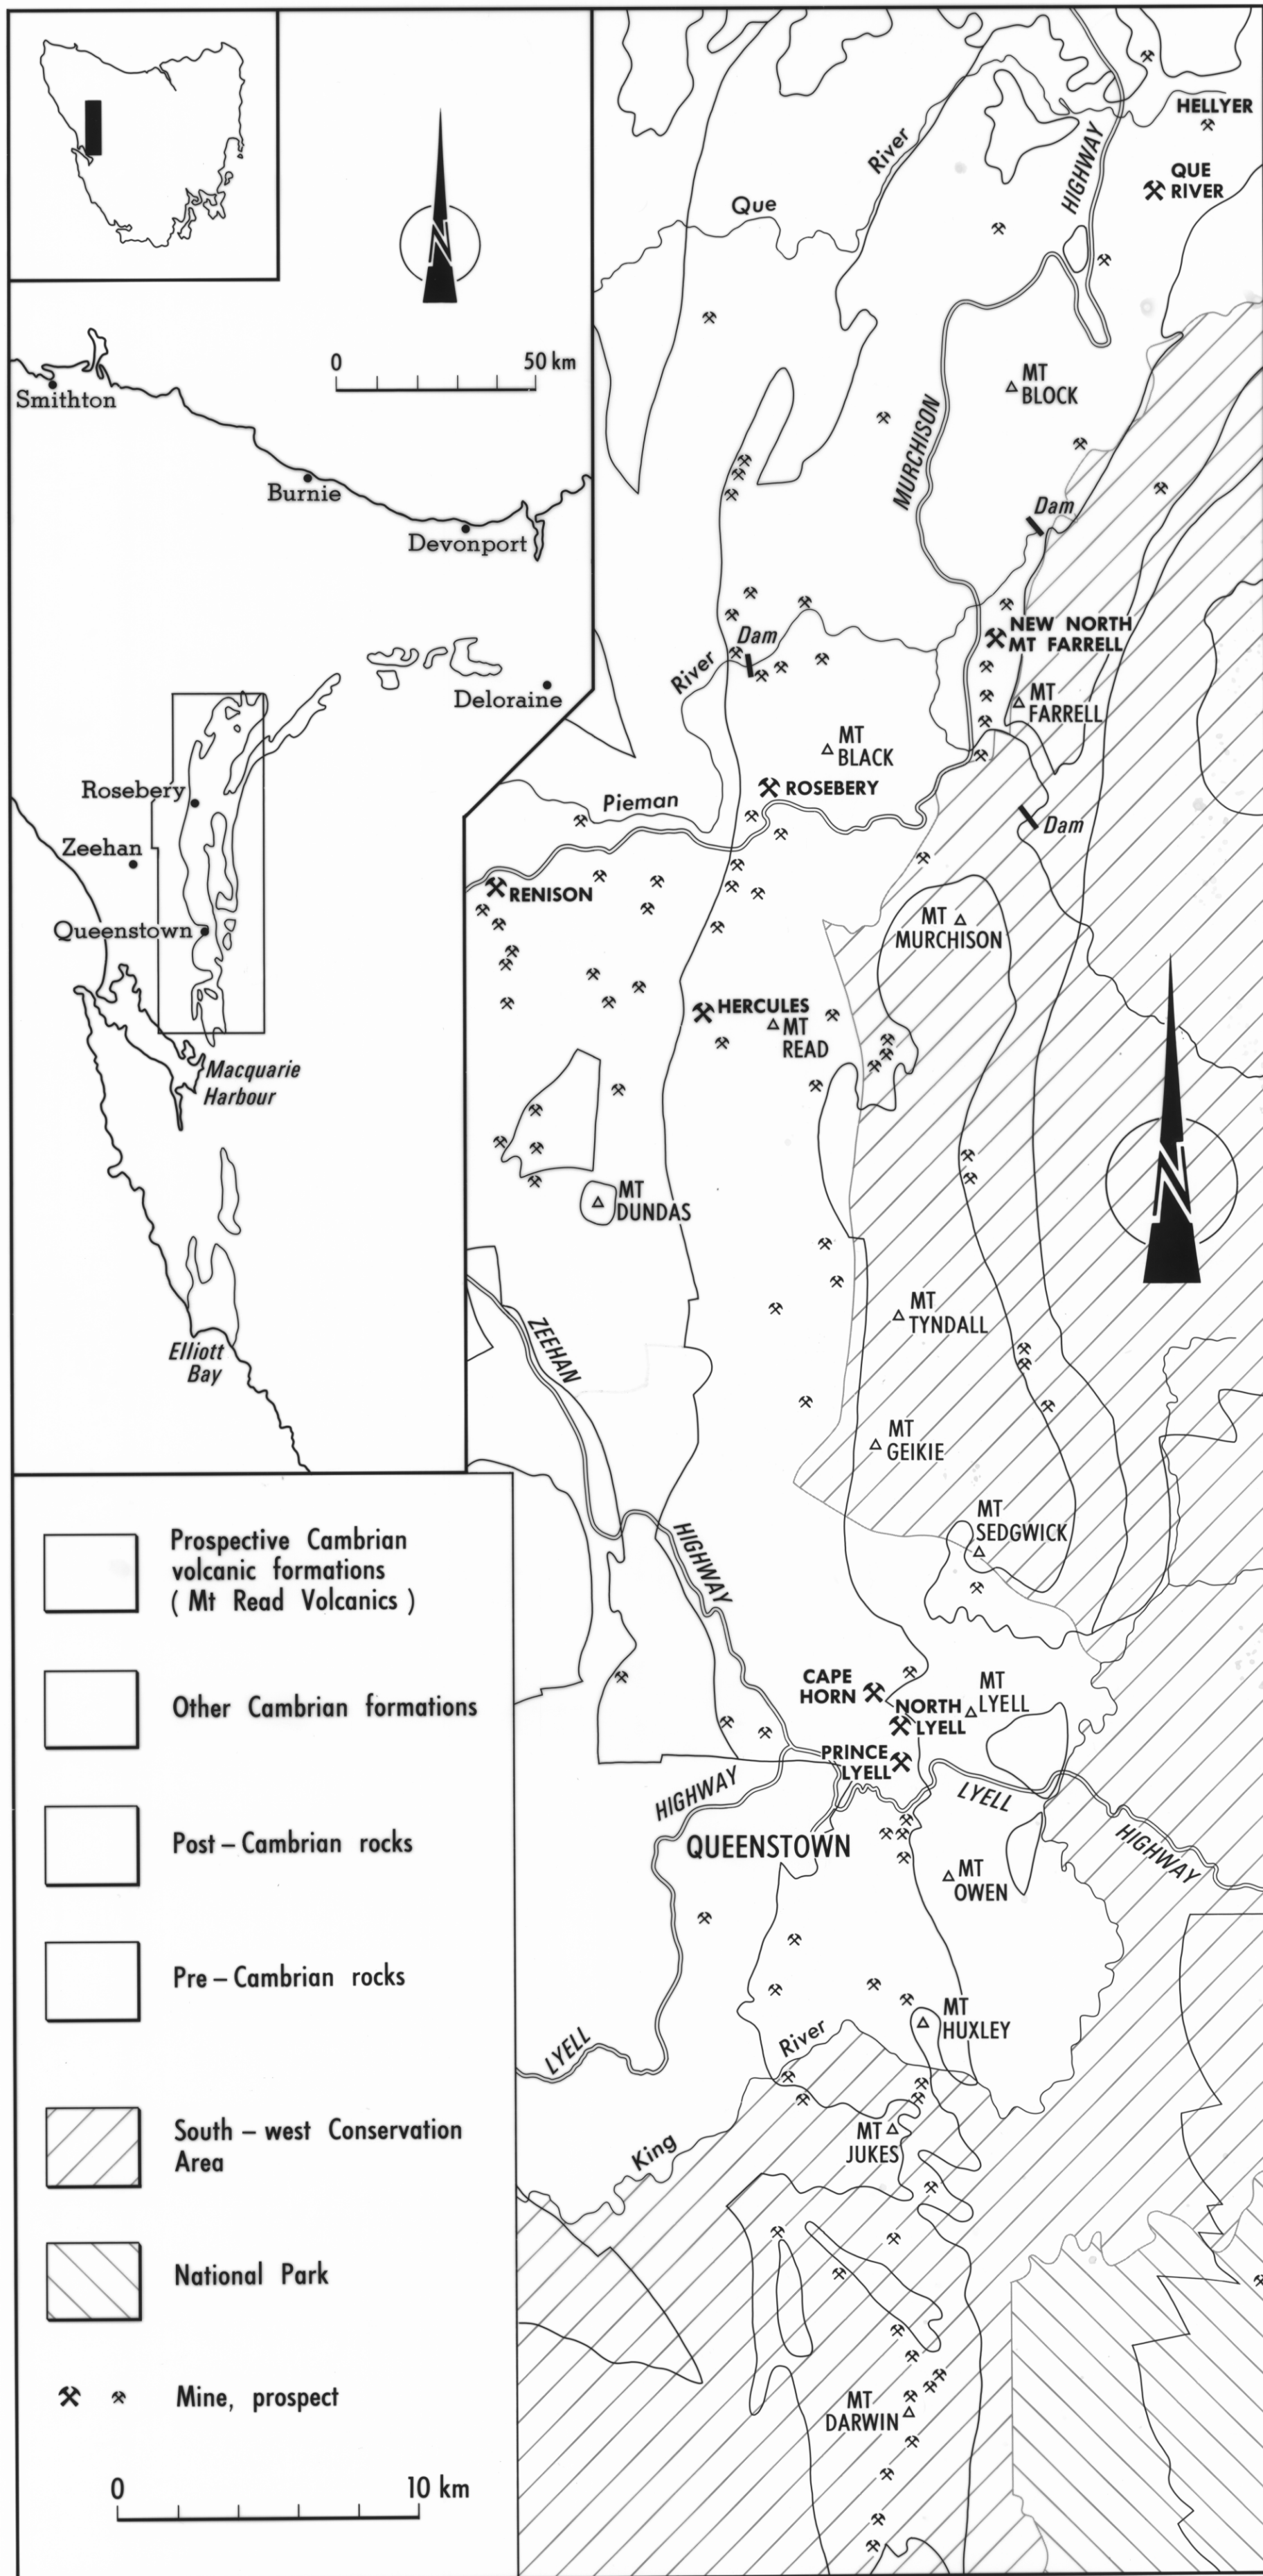 N
0 50 km
Smithton
Burnie
Devonport
Deloraine
Rosebery
Zeehan
Queenstown
Macquarie
Harbour
Elliott
Bay
HELLYER
QUE
RIVER
River
Que
HIGHWAY
MT
BLOCK
MURCHISON
Dam
NEW NORTH
MT FARRELL
Dam
River
MT
FARRELL
MT
BLACK
ROSEBERY
Pieman
Dam
RENISON
MT
MURCHISON
HERCULES
MT
READ
N
MT
DUNDAS
ZEEHAN
MT
TYNDALL
MT
GEIKIE
MT
SEDGWICK
HIGHWAY
CAPE
HORN
MT
LYELL
NORTH
LYELL
PRINCE
LYELL
HIGHWAY
LYELL
HIGHWAY
QUEENSTOWN
MT
OWEN
MT
HUXLEY
River
LYELL
King
MT
JUKES
MT
DARWIN
Prospective Cambrian
volcanic formations
( Mt Read Volcanics )
Other Cambrian formations
Post – Cambrian rocks
Pre – Cambrian rocks
South – west Conservation
Area
National Park
Mine, prospect
0 10 km